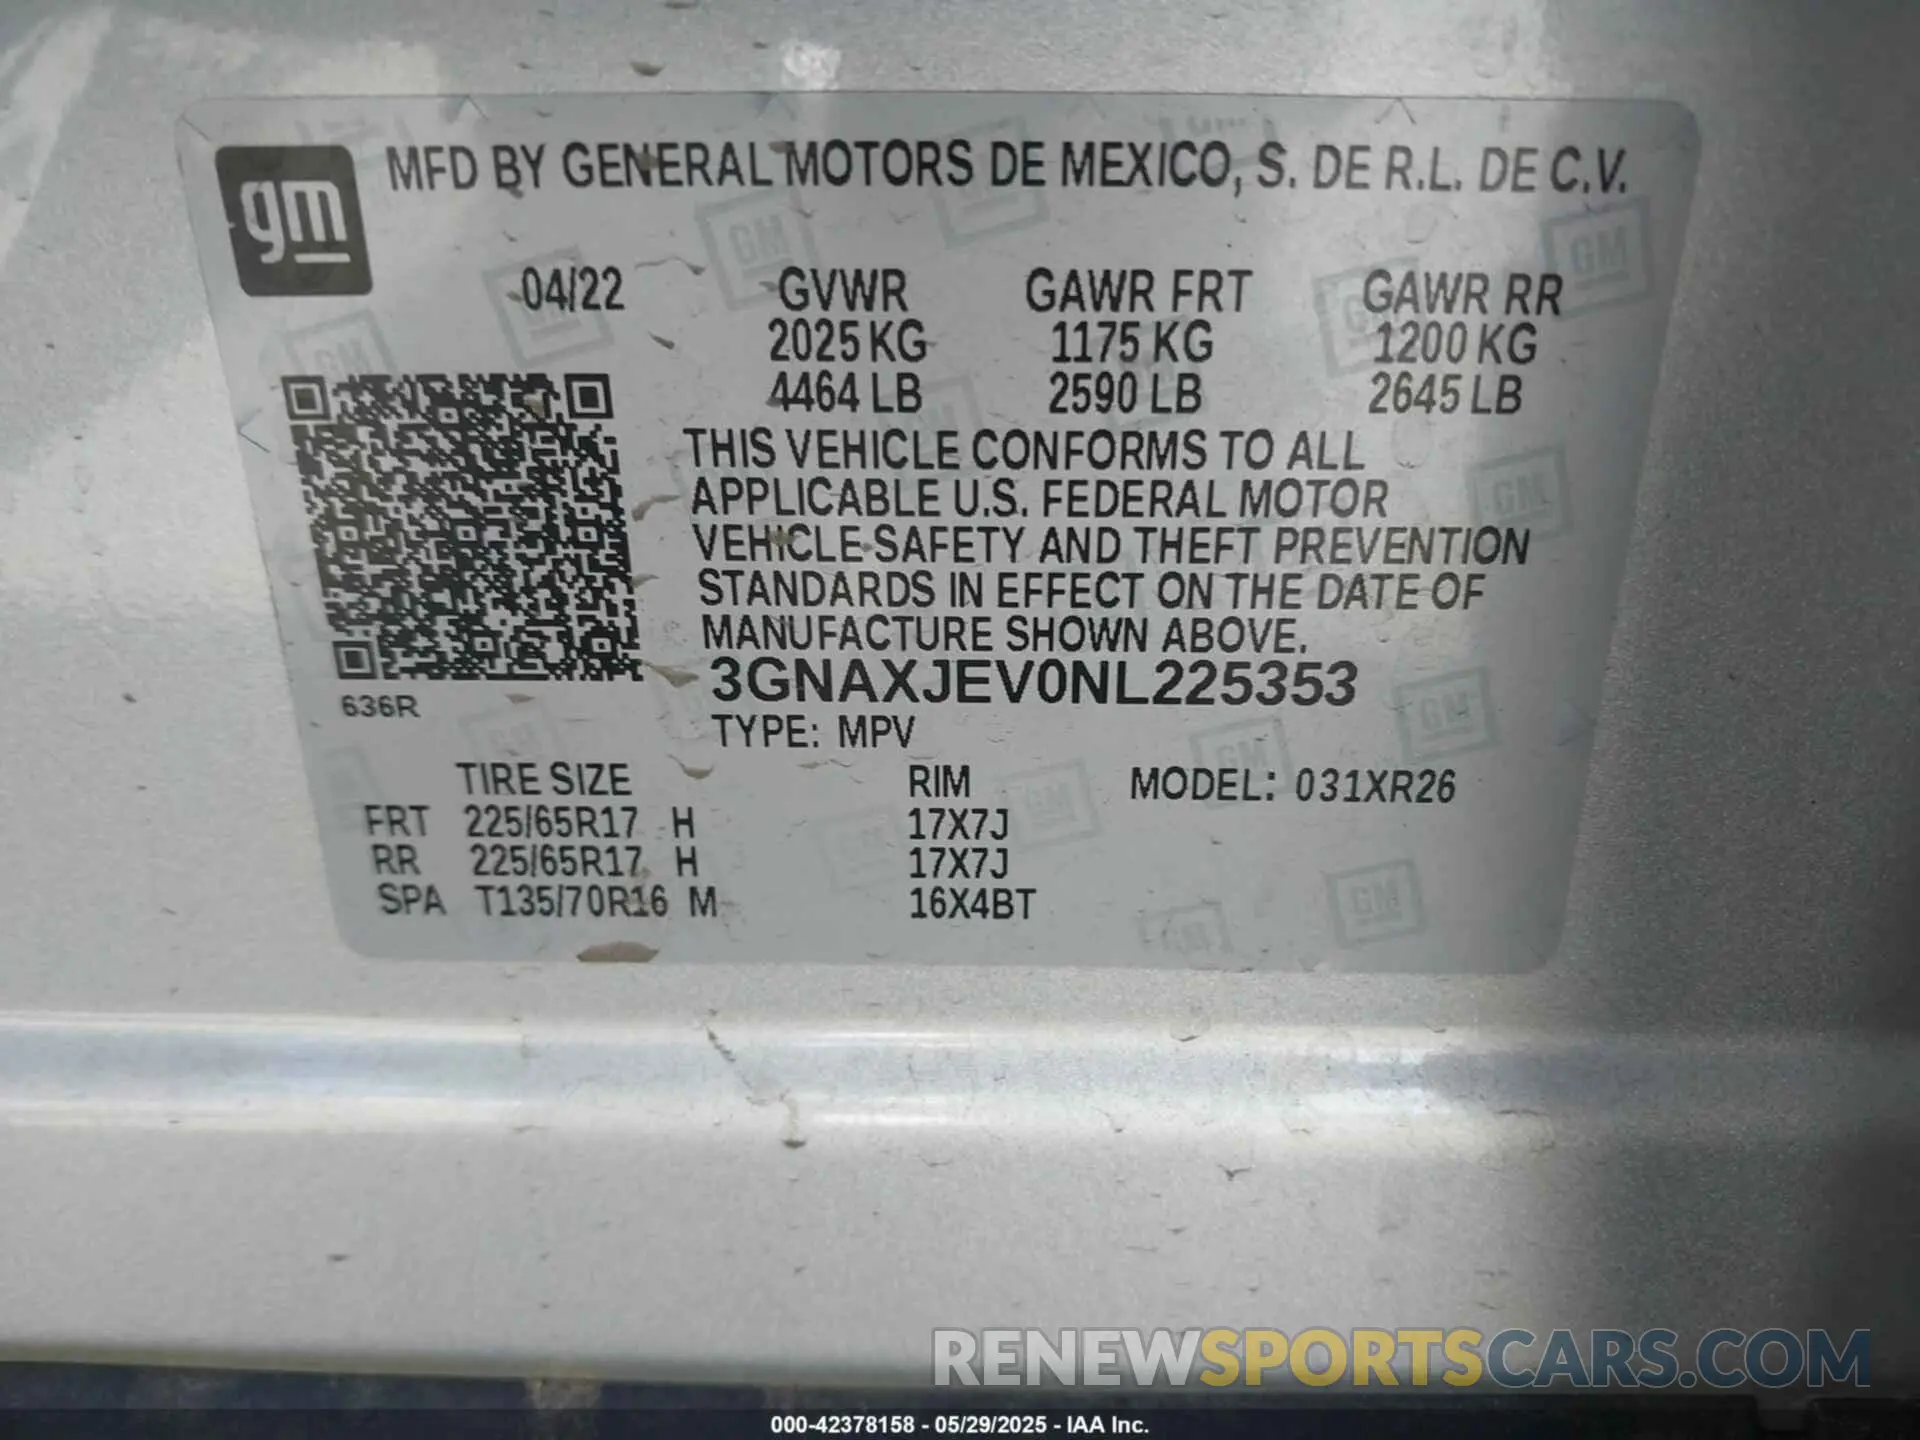 gm
MFD BY GENERAL MOTORS DE MEXICO, S. DE R.L. DE C.V.
04/22 GVWR GAWR FRT GAWR RR
2025 KG 1175 KG 1200 KG
4464 LB 2590 LB 2645 LB
THIS VEHICLE CONFORMS TO ALL
APPLICABLE U.S. FEDERAL MOTOR
VEHICLE SAFETY AND THEFT PREVENTION
STANDARDS IN EFFECT ON THE DATE OF
MANUFACTURE SHOWN ABOVE.
3GNAXJEV0NL225353
636R
TYPE: MPV
TIRE SIZE RIM MODEL: 031XR26
FRT 225/65R17 H 17X7J
RR 225/65R17 H 17X7J
SPA T135/70R16 M 16X4BT
RENEWSPORTSCARS.COM
000-42378158 - 05/29/2025 - IAA Inc.